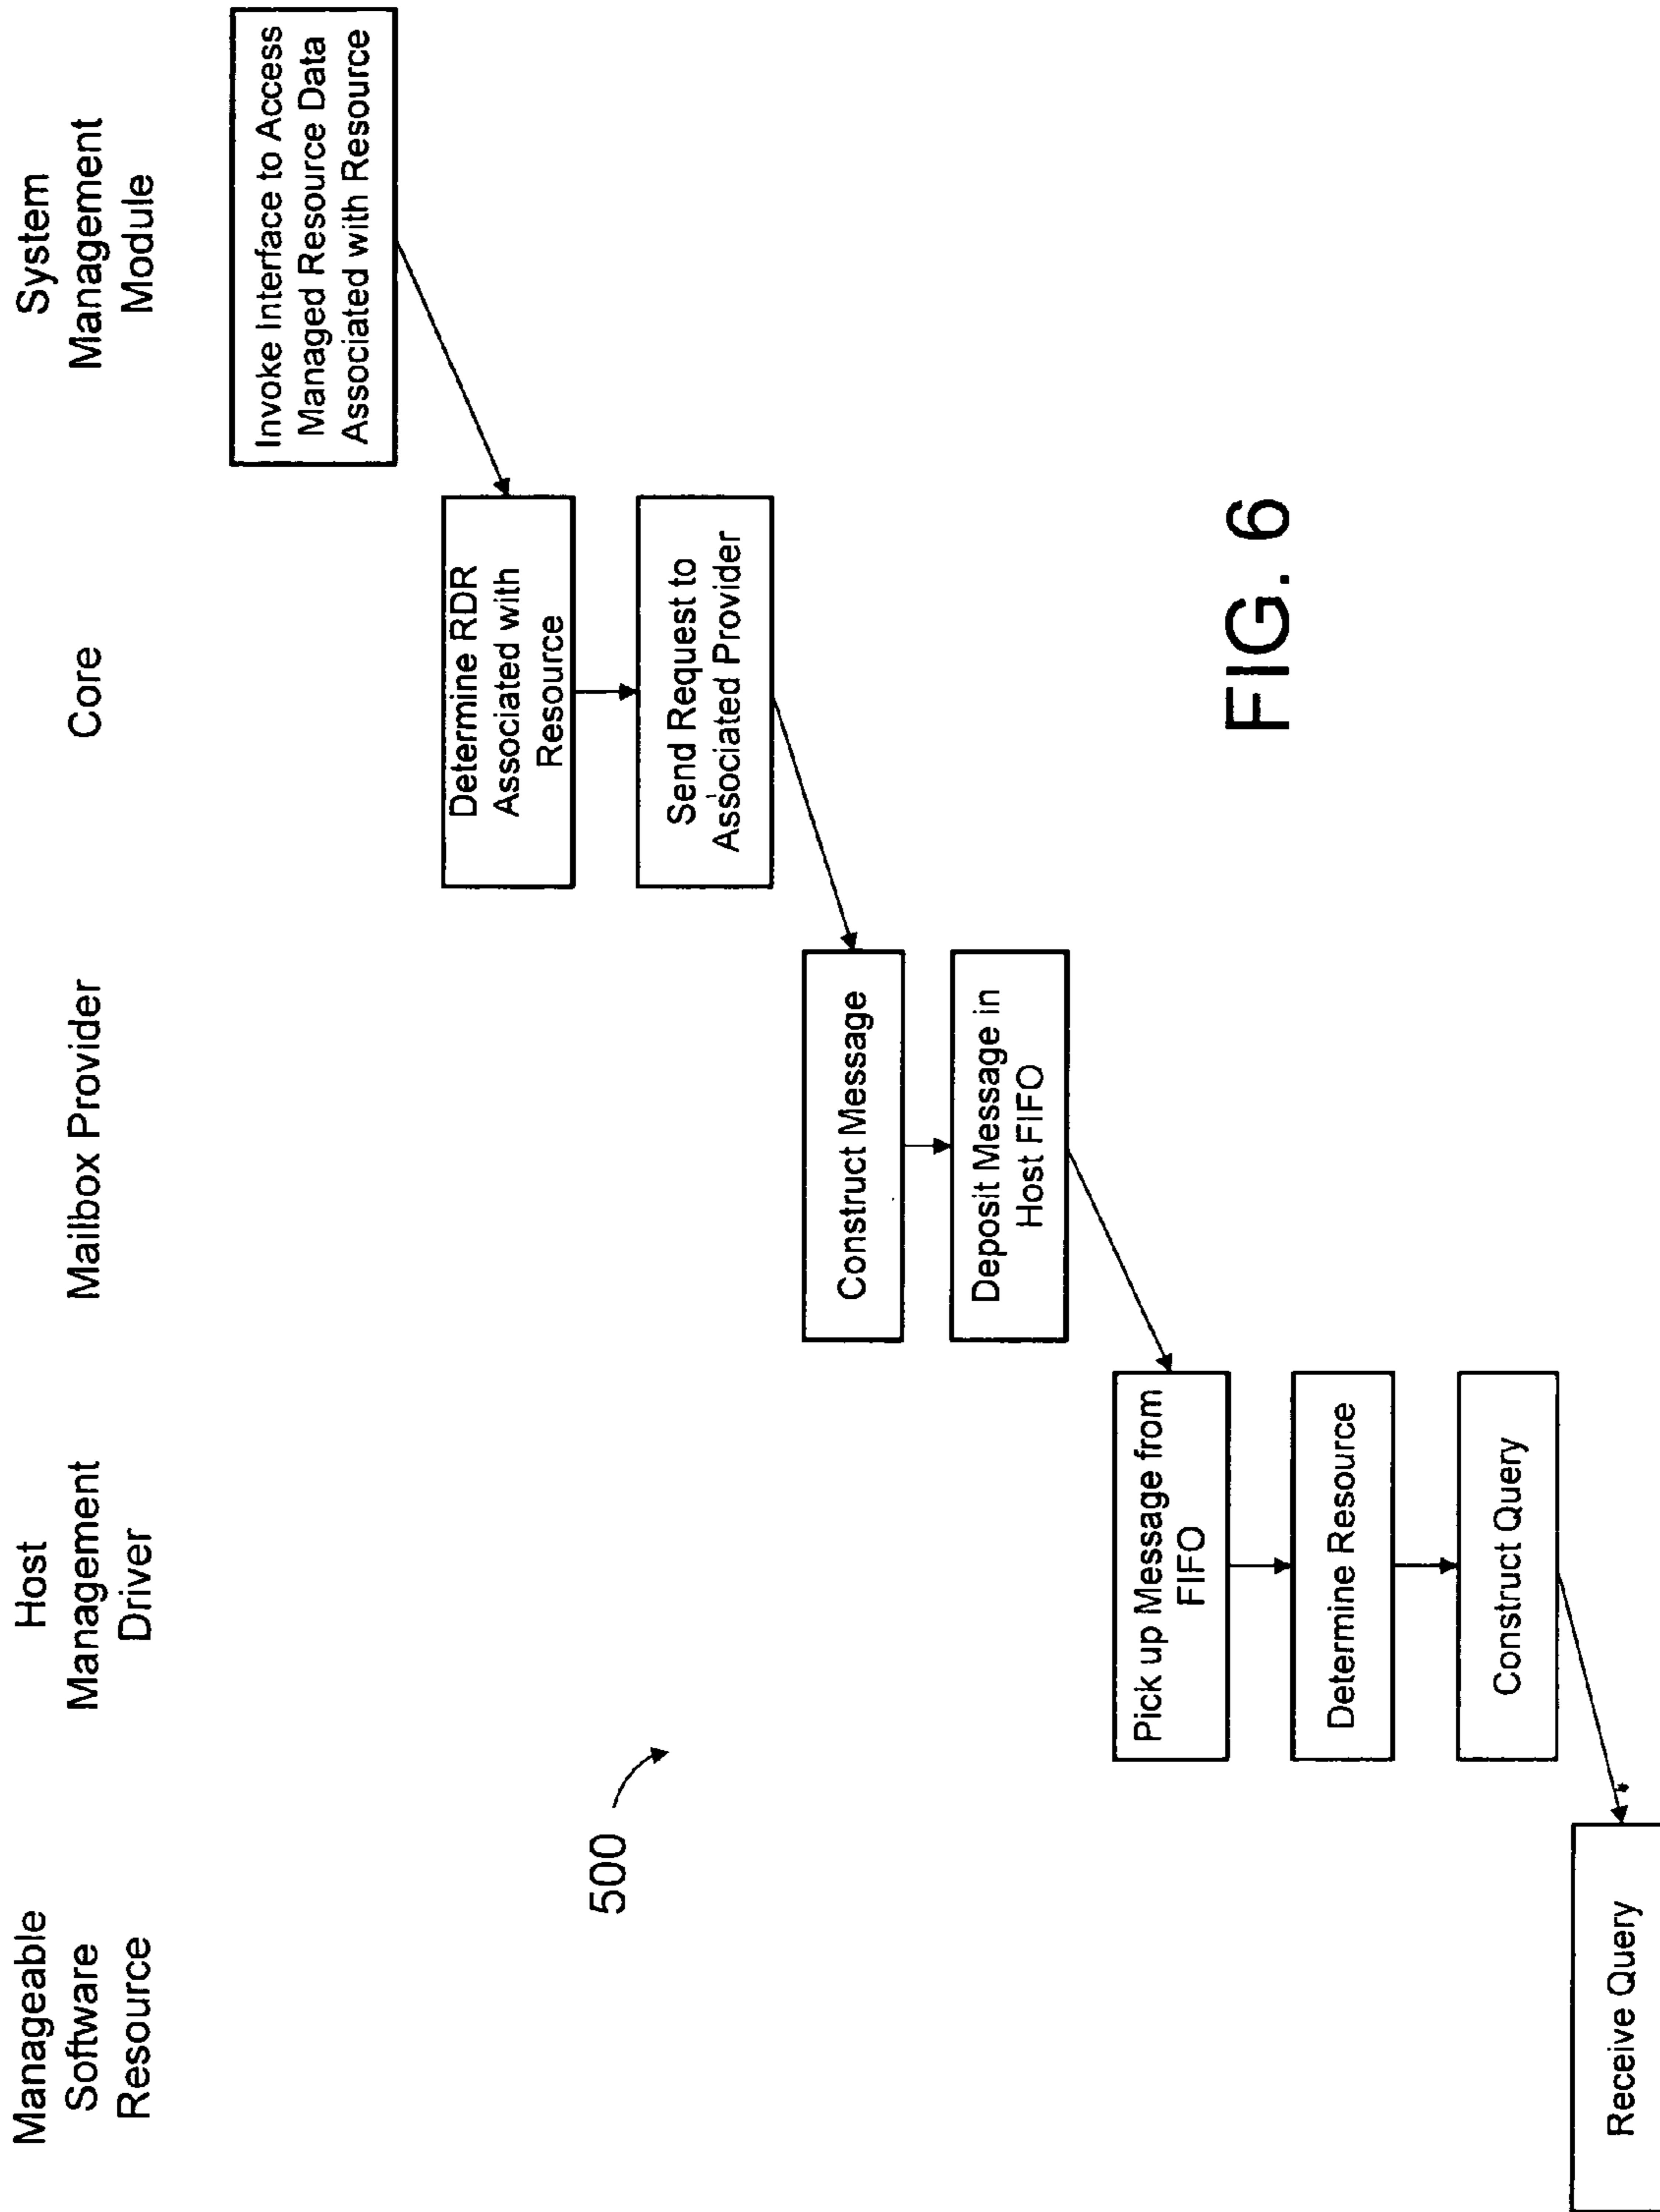 Manageable
Software
Resource
Host
Management
Driver
Mailbox Provider
Core
System
Management
Module
Invoke Interface to Access
Managed Resource Data
Associated with Resource
Determine RDR
Associated with
Resource
Send Request to
Associated Provider
Construct Message
Deposit Message in
Host FIFO
Pick up Message from
FIFO
Determine Resource
Construct Query
Receive Query
500
FIG. 6